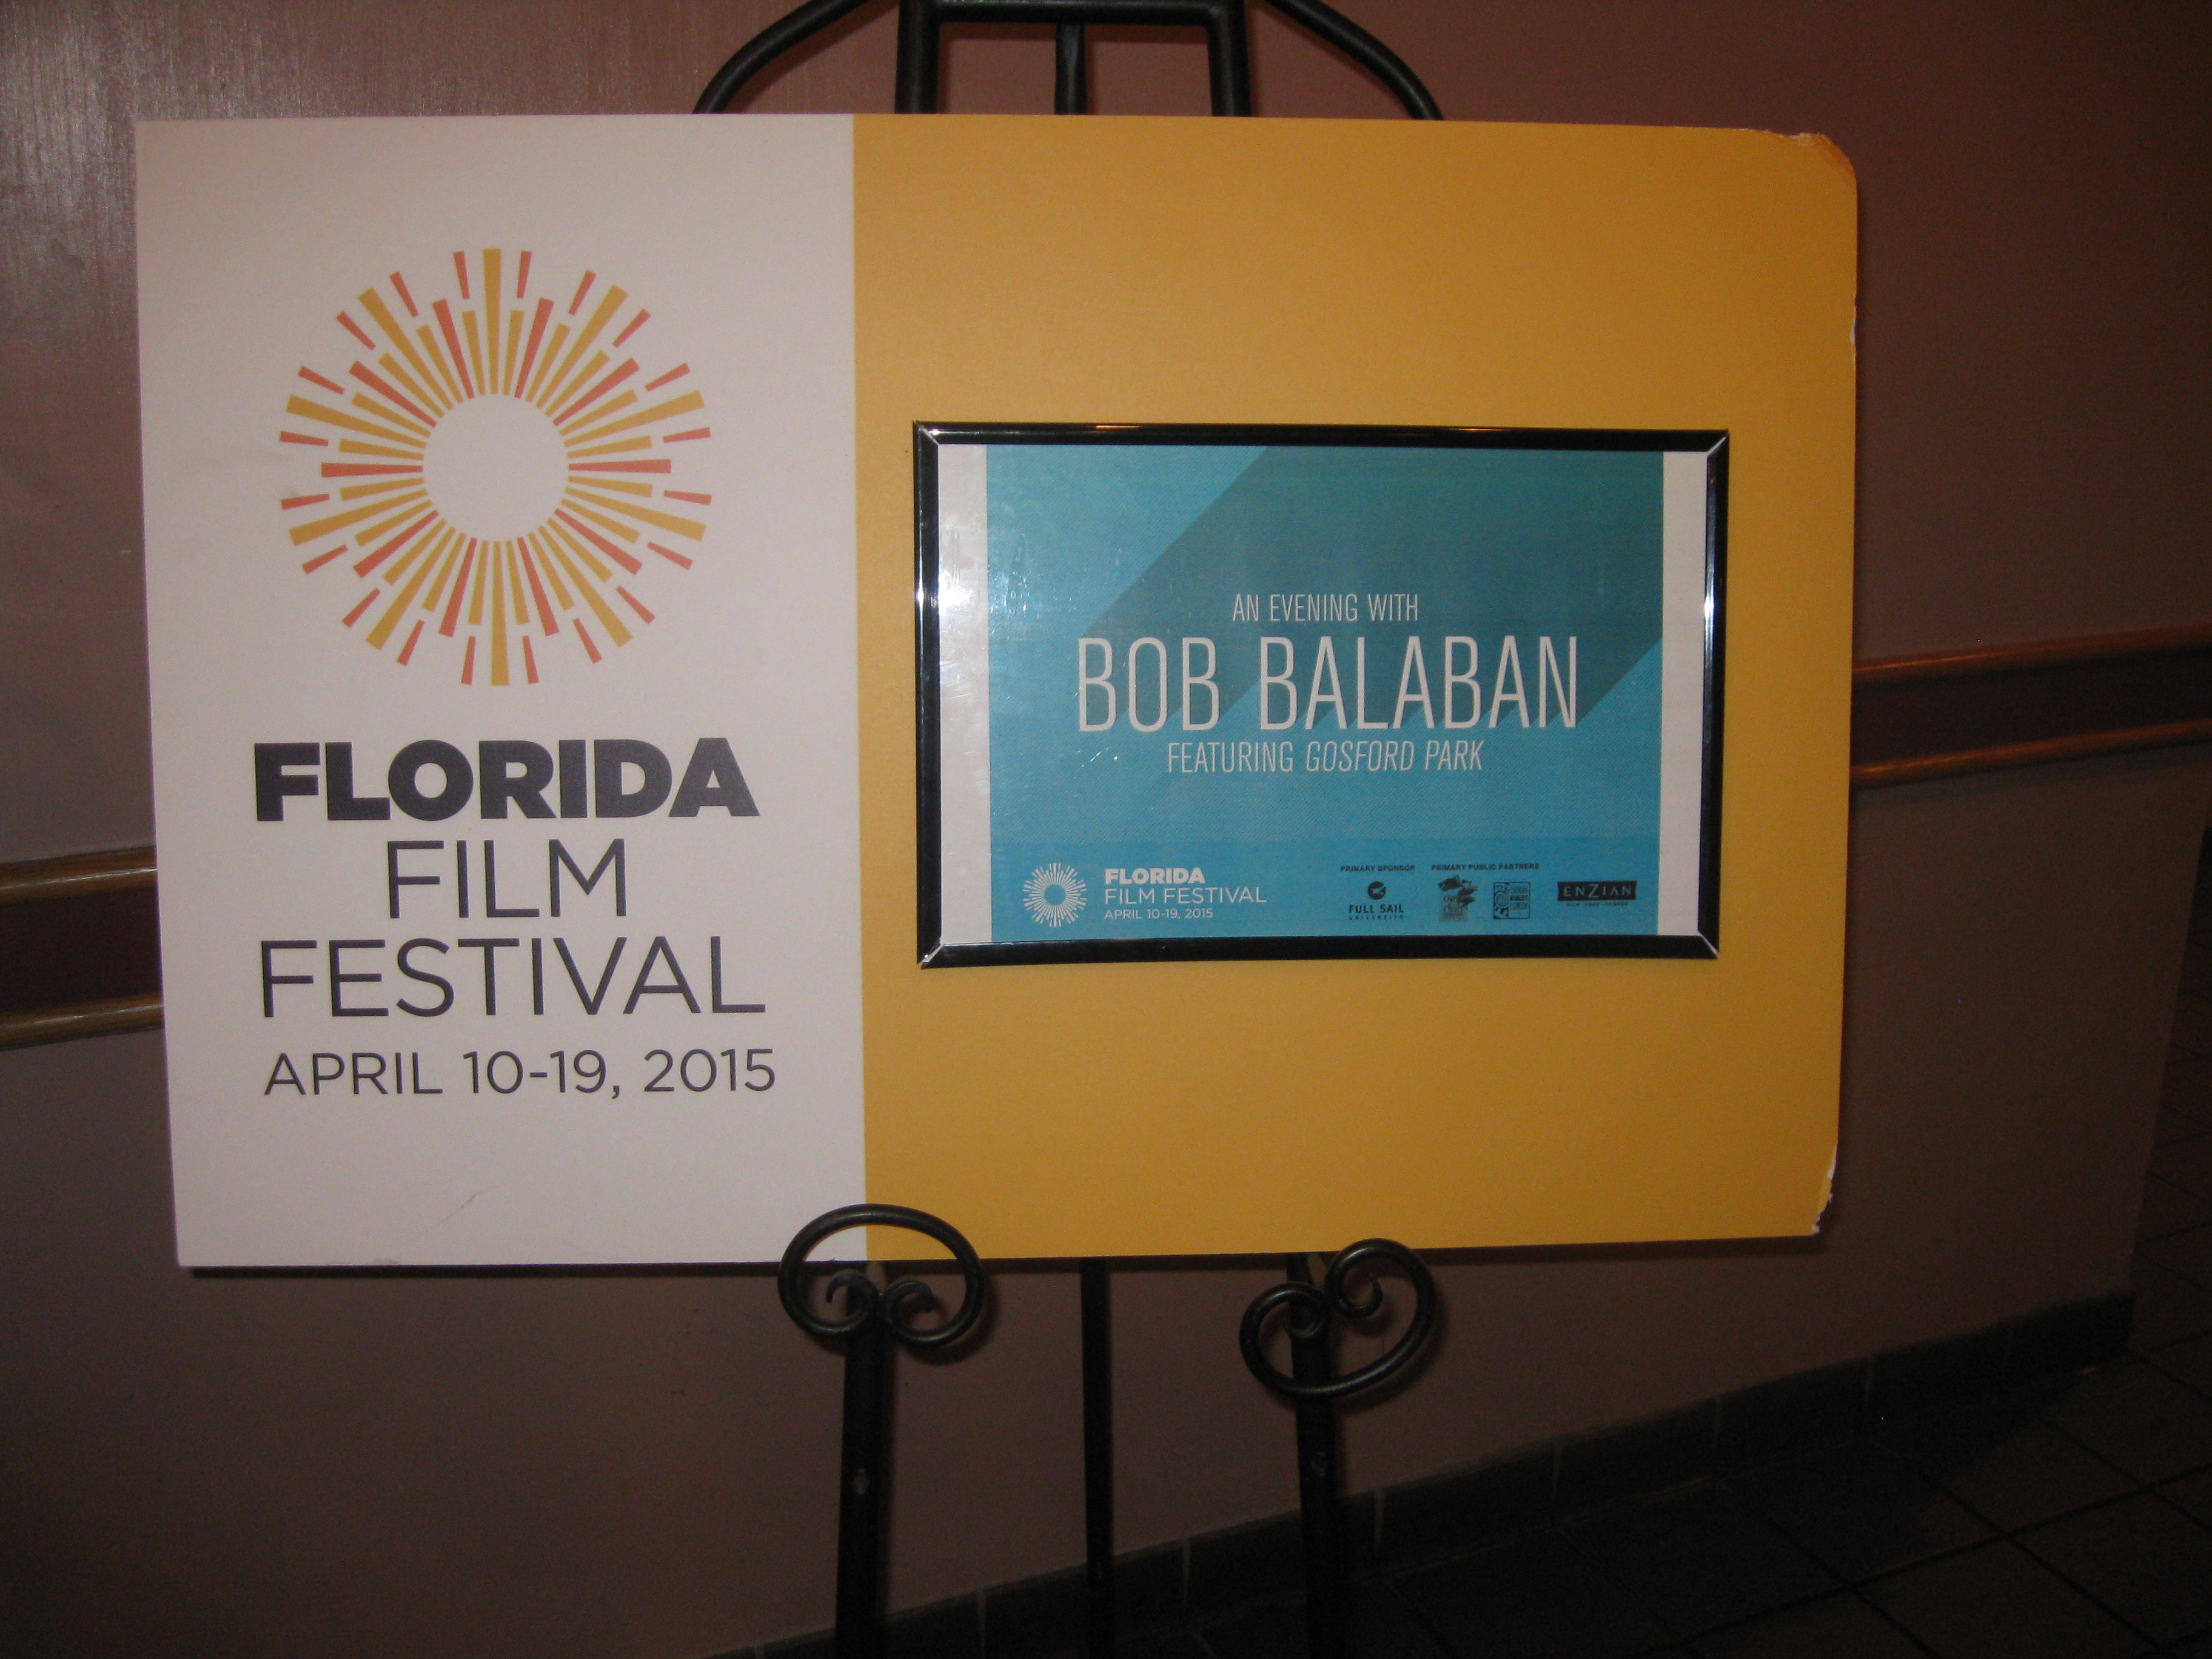 FLORIDA
FILM
FESTIVAL
APRIL 10-19, 2015
AN EVENING WITH
BOB BALABAN
FEATURING GOSFORD PARK
FLORIDA
FILM FESTIVAL
APRIL 10-19, 2015
PRIMARY SPONSOR
FULL SAIL
UNIVERSITY
PRIMARY PUBLIC PARTNERS
ENZIAN